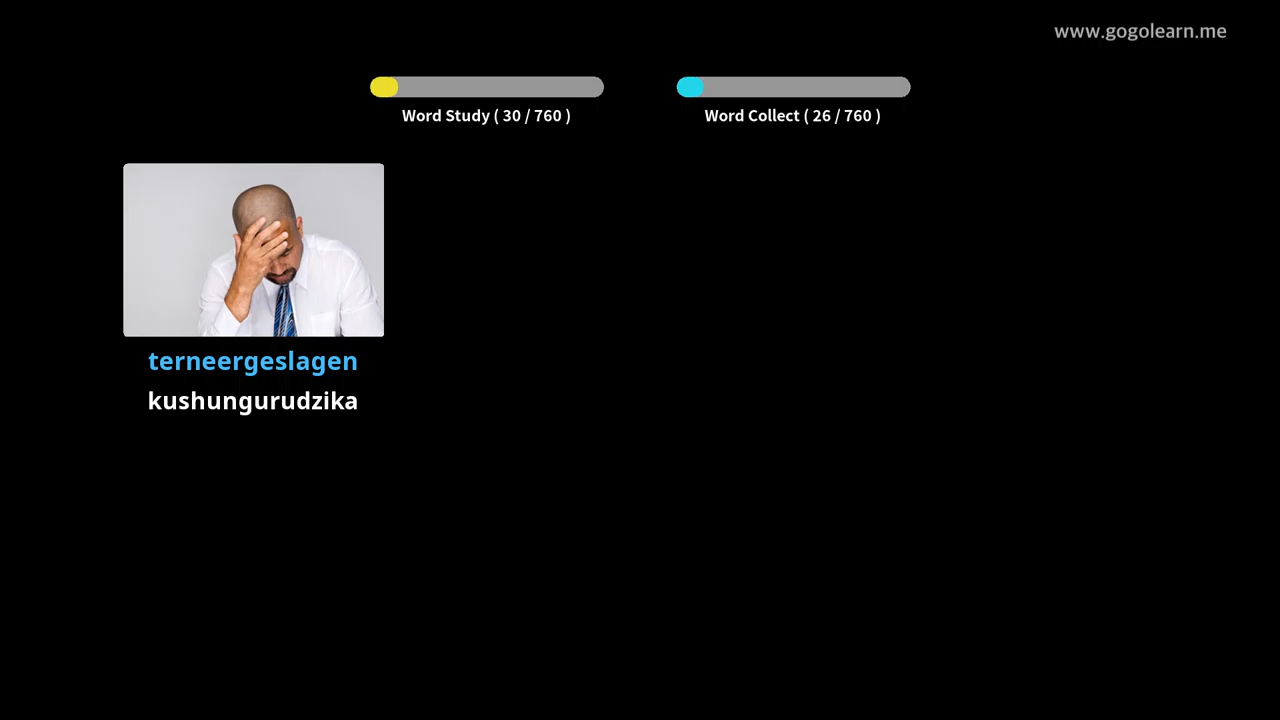 www.gogolearn.me
Word Study ( 30 / 760 )
Word Collect ( 26 / 760 )
terneergeslagen
kushungurudzika